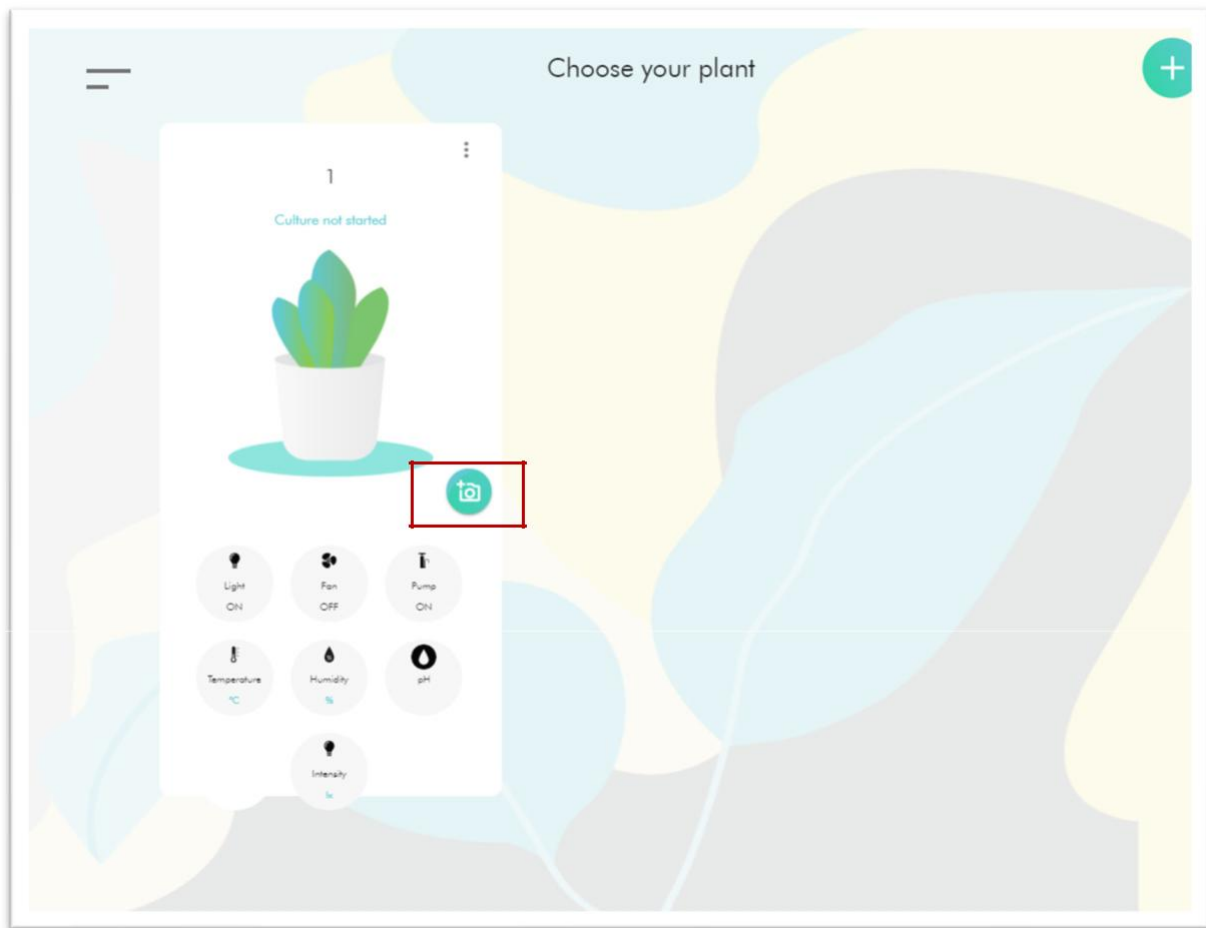 Choose your plant
1
Culture not started
Light Fan Pump
ON OFF ON
Temperature Humidity pH
°C %
Intensity
lx